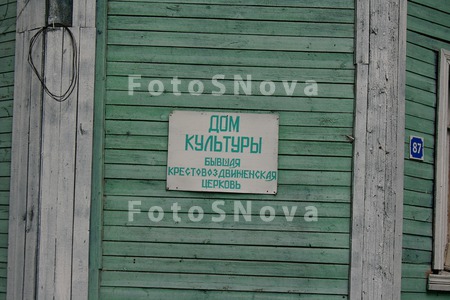 FotoSNova
ДОМ
КУЛЬТУРЫ
БЫВШАЯ
КРЕСТОВОЗДВИЖЕНСКАЯ
ЦЕРКОВЬ
87
FotoSNova